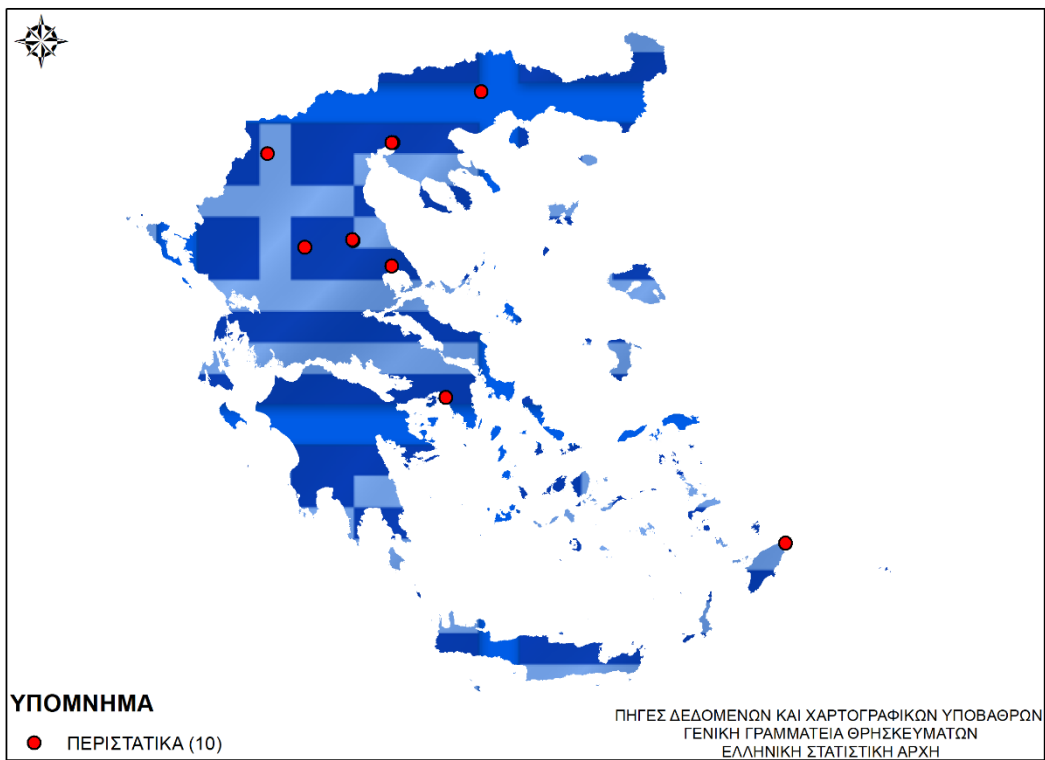 ΥΠΟΜΝΗΜΑ
ΠΕΡΙΣΤΑΤΙΚΑ (10)
ΠΗΓΕΣ ΔΕΔΟΜΕΝΩΝ ΚΑΙ ΧΑΡΤΟΓΡΑΦΙΚΩΝ ΥΠΟΒΑΘΡΩΝ
ΓΕΝΙΚΗ ΓΡΑΜΜΑΤΕΙΑ ΘΡΗΣΚΕΥΜΑΤΩΝ
ΕΛΛΗΝΙΚΗ ΣΤΑΤΙΣΤΙΚΗ ΑΡΧΗ